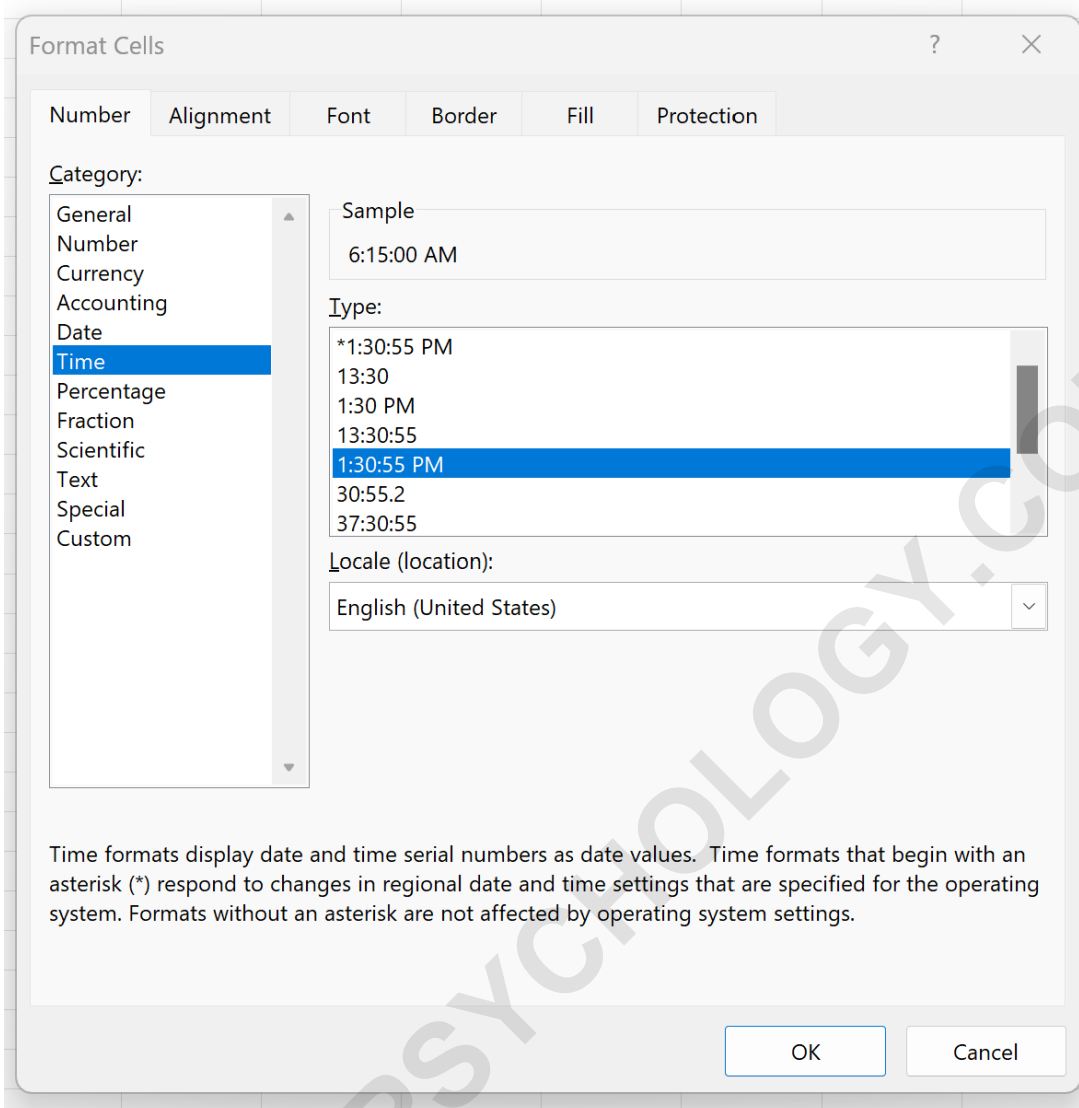 Format Cells
?
Number
Alignment
Font
Border
Fill
Protection
Category:
General
Number
Currency
Accounting
Date
Time
Percentage
Fraction
Scientific
Text
Special
Custom
Sample
6:15:00 AM
Type:
*1:30:55 PM
13:30
1:30 PM
13:30:55
1:30:55 PM
30:55.2
37:30:55
Locale (location):
English (United States)
Time formats display date and time serial numbers as date values.  Time formats that begin with an
asterisk (*) respond to changes in regional date and time settings that are specified for the operating
system. Formats without an asterisk are not affected by operating system settings.
OK
Cancel
PSYCHOLOGY.CO